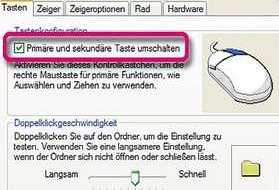 Tasten Zeiger Zeigeroptionen Rad Hardware
Tastenkonfiguration
Primäre und sekundäre Taste umschalten
Aktivieren Sie dieses Kontrollkästchen, um die
rechte Maustaste für primäre Funktionen, wie
Auswählen und Ziehen zu verwenden.
Doppelklickgeschwindigkeit
Doppelklicken Sie auf den Ordner, um die Einstellung zu
testen. Verwenden Sie eine langsamere Einstellung,
wenn der Ordner sich nicht öffnen oder schließen lässt.
Langsam Schnell